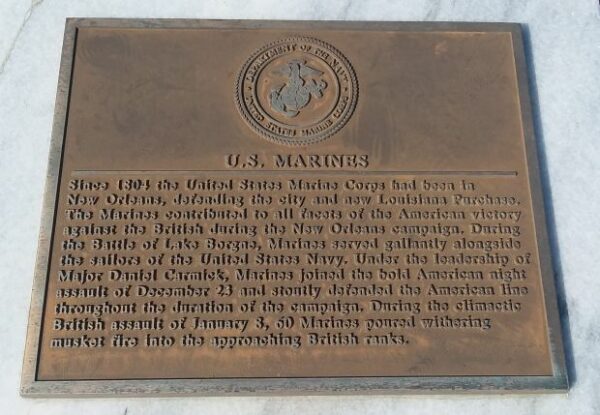 DEPARTMENT OF THE NAVY
UNITED STATES MARINE CORPS
U.S. MARINES
Since 1804 the United States Marine Corps had been in
New Orleans, defending the city and new Louisiana Purchase.
The Marines contributed to all facets of the American victory
against the British during the New Orleans campaign. During
the Battle of Lake Borgne, Marines served gallantly alongside
the sailors of the United States Navy. Under the leadership of
Major Daniel Carmick, Marines joined the bold American night
assault of December 23 and stoutly defended the American line
throughout the duration of the campaign. During the climactic
British assault of January 8, 60 Marines poured withering
musket fire into the approaching British ranks.